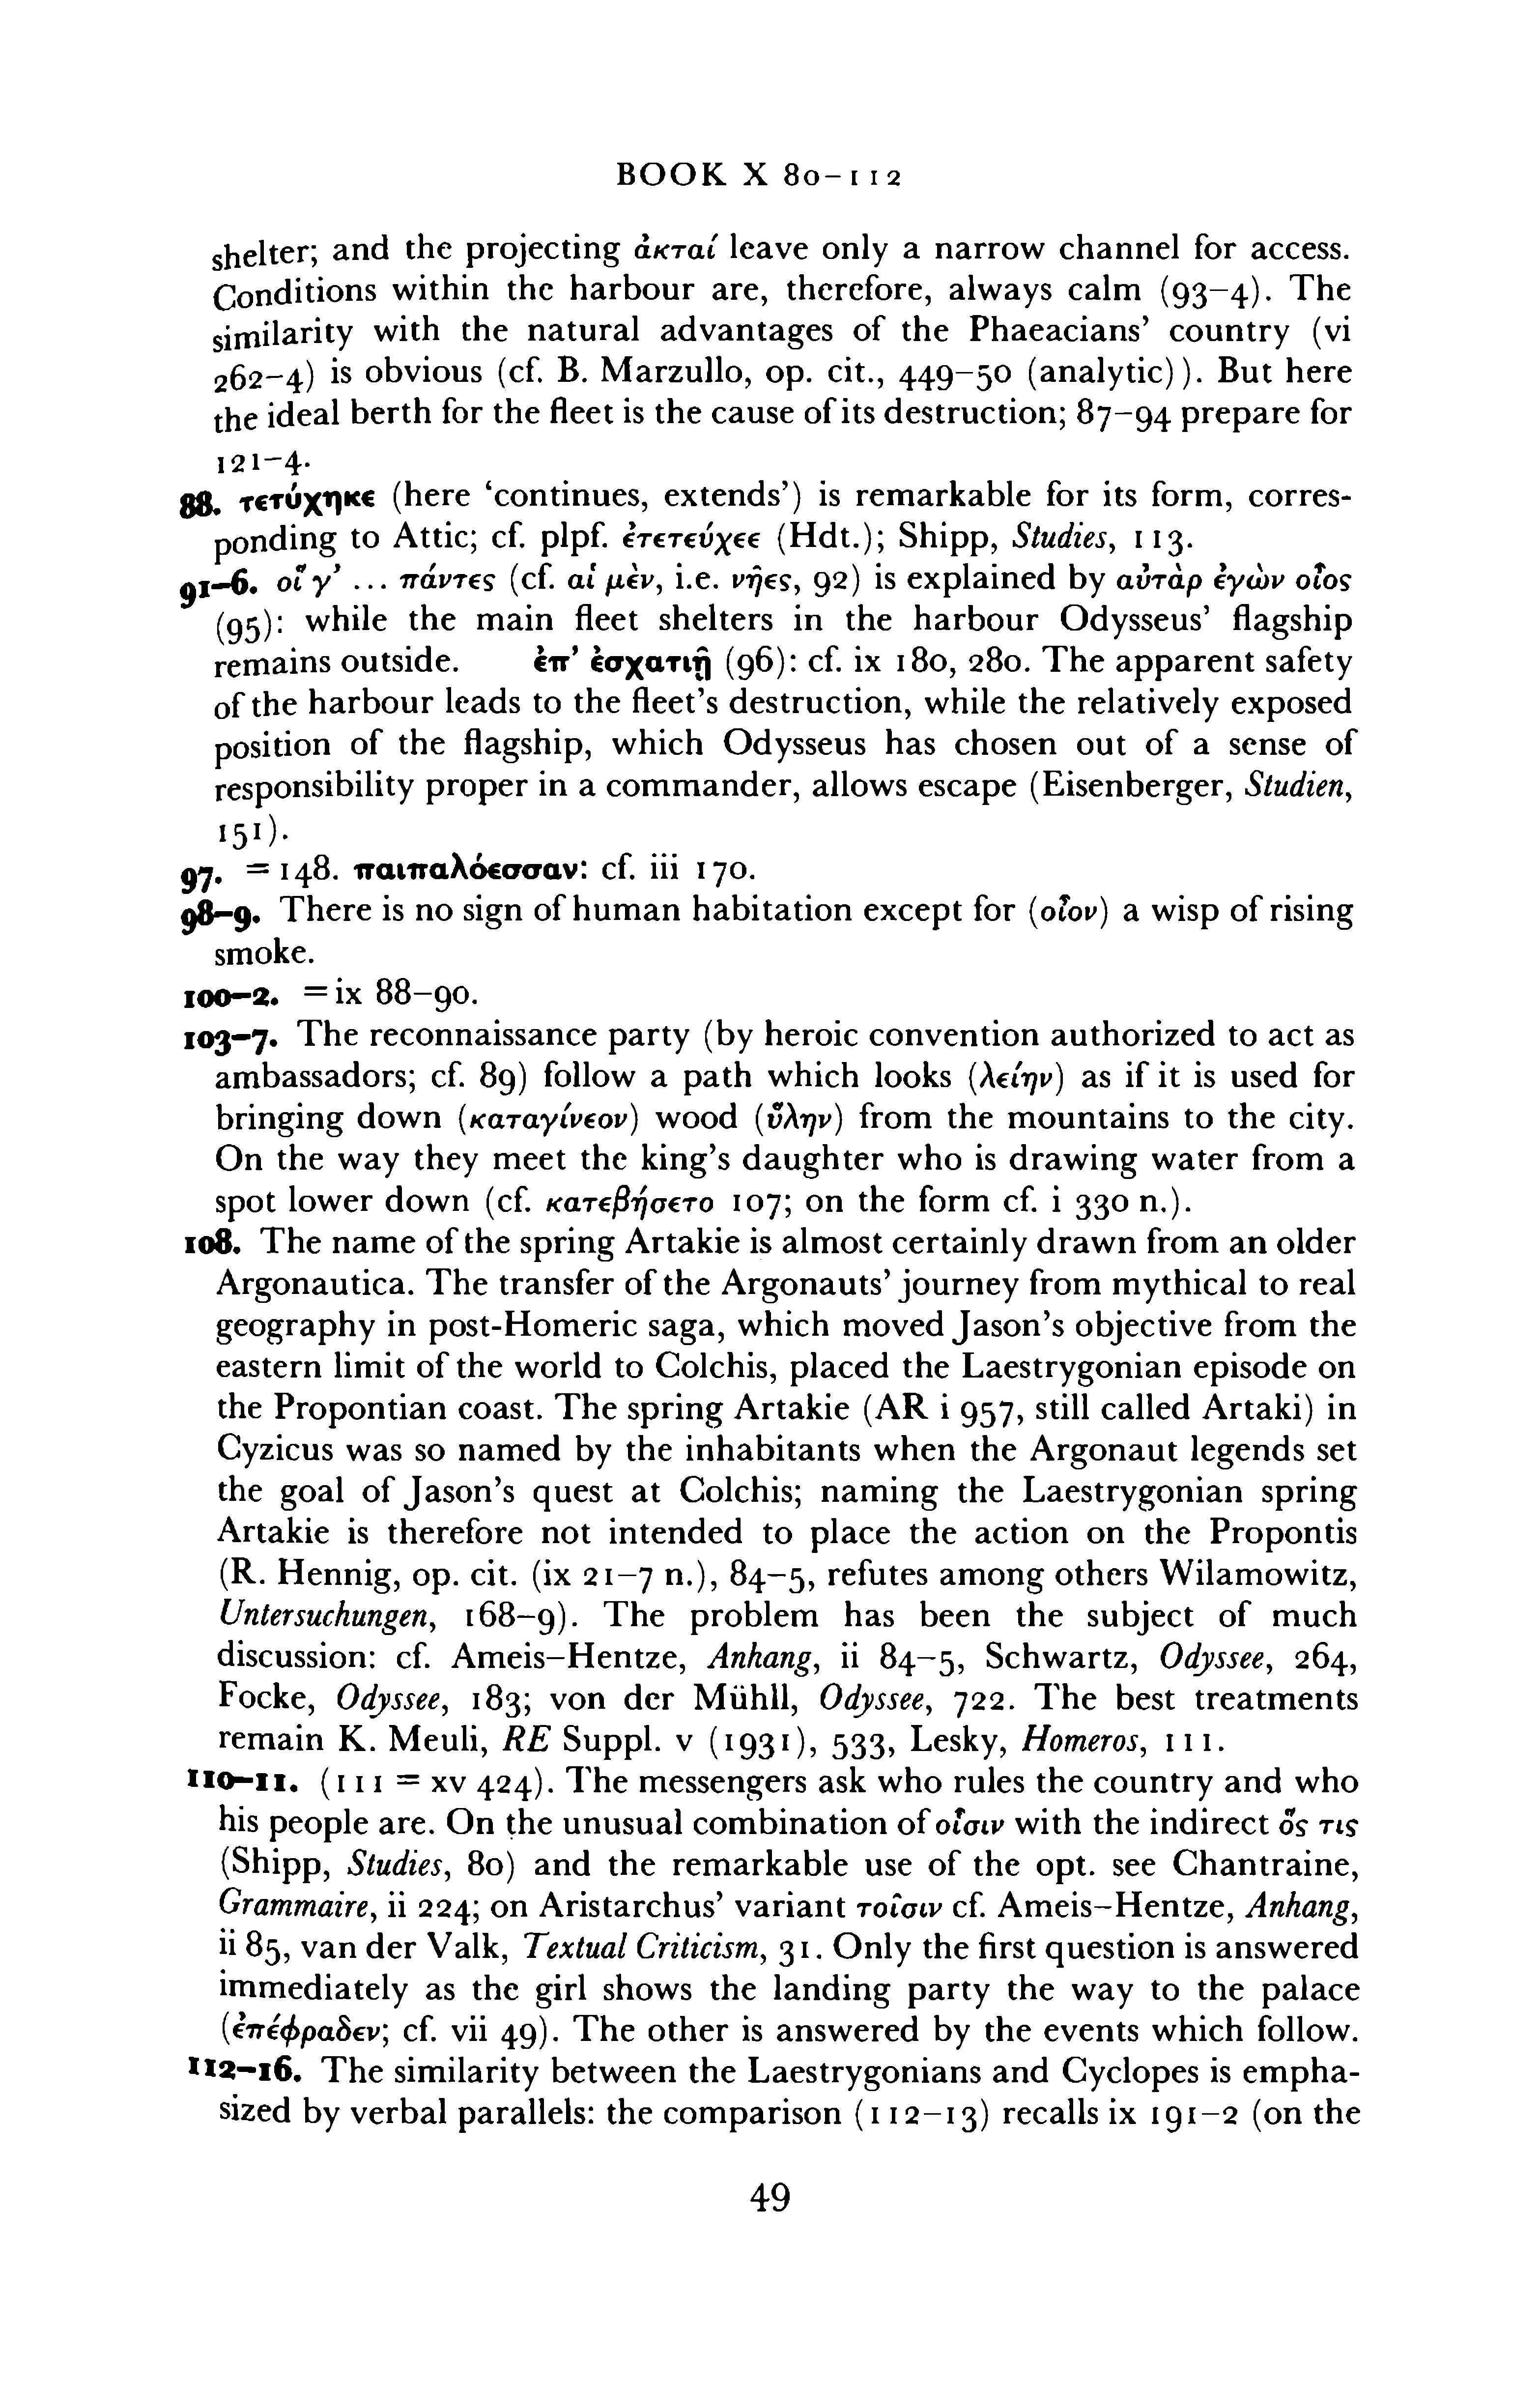 BOOK X 80–112
shelter; and the projecting ἀκταί leave only a narrow channel for access.
Conditions within the harbour are, therefore, always calm (93–4). The
similarity with the natural advantages of the Phaeacians’ country (vi
262–4) is obvious (cf. B. Marzullo, op. cit., 449–50 (analytic)). But here
the ideal berth for the fleet is the cause of its destruction; 87–94 prepare for
121–4.
88. τετύχηκε (here ‘continues, extends’) is remarkable for its form, corres-
ponding to Attic; cf. plpf. ἐτετεύχεε (Hdt.); Shipp, Studies, 113.
91–6. οἵ γ’ ... πάντες (cf. αἱ μὲν, i.e. νῆες, 92) is explained by αὐτὰρ ἐγὼν οἶος
(95): while the main fleet shelters in the harbour Odysseus’ flagship
remains outside. ἐπ’ ἐσχατιῇ (96): cf. ix 180, 280. The apparent safety
of the harbour leads to the fleet’s destruction, while the relatively exposed
position of the flagship, which Odysseus has chosen out of a sense of
responsibility proper in a commander, allows escape (Eisenberger, Studien,
151).
97. = 148. παιπαλόεσσαν: cf. iii 170.
98–9. There is no sign of human habitation except for (οἶον) a wisp of rising
smoke.
100–2. = ix 88–90.
103–7. The reconnaissance party (by heroic convention authorized to act as
ambassadors; cf. 89) follow a path which looks (λείην) as if it is used for
bringing down (καταγίνεον) wood (ὕλην) from the mountains to the city.
On the way they meet the king’s daughter who is drawing water from a
spot lower down (cf. κατεβήσετο 107; on the form cf. i 330 n.).
108. The name of the spring Artakie is almost certainly drawn from an older
Argonautica. The transfer of the Argonauts’ journey from mythical to real
geography in post-Homeric saga, which moved Jason’s objective from the
eastern limit of the world to Colchis, placed the Laestrygonian episode on
the Propontian coast. The spring Artakie (AR i 957, still called Artaki) in
Cyzicus was so named by the inhabitants when the Argonaut legends set
the goal of Jason’s quest at Colchis; naming the Laestrygonian spring
Artakie is therefore not intended to place the action on the Propontis
(R. Hennig, op. cit. (ix 21–7 n.), 84–5, refutes among others Wilamowitz,
Untersuchungen, 168–9). The problem has been the subject of much
discussion: cf. Ameis–Hentze, Anhang, ii 84–5, Schwartz, Odyssee, 264,
Focke, Odyssee, 183; von der Mühll, Odyssee, 722. The best treatments
remain K. Meuli, RE Suppl. v (1931), 533, Lesky, Homeros, 111.
110–11. (111 = xv 424). The messengers ask who rules the country and who
his people are. On the unusual combination of οἷσιν with the indirect ὅς τις
(Shipp, Studies, 80) and the remarkable use of the opt. see Chantraine,
Grammaire, ii 224; on Aristarchus’ variant τοῖσιν cf. Ameis–Hentze, Anhang,
ii 85, van der Valk, Textual Criticism, 31. Only the first question is answered
immediately as the girl shows the landing party the way to the palace
(ἐπέφραδεν; cf. vii 49). The other is answered by the events which follow.
112–16. The similarity between the Laestrygonians and Cyclopes is empha-
sized by verbal parallels: the comparison (112–13) recalls ix 191–2 (on the
49